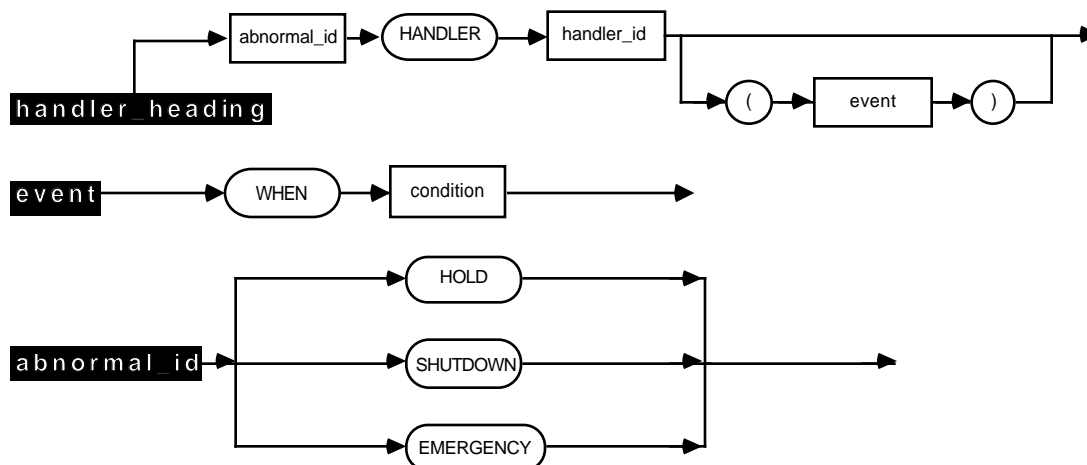 abnormal_id HANDLER handler_id
handler_heading
( event )
event WHEN condition
HOLD
abnormal_id SHUTDOWN
EMERGENCY